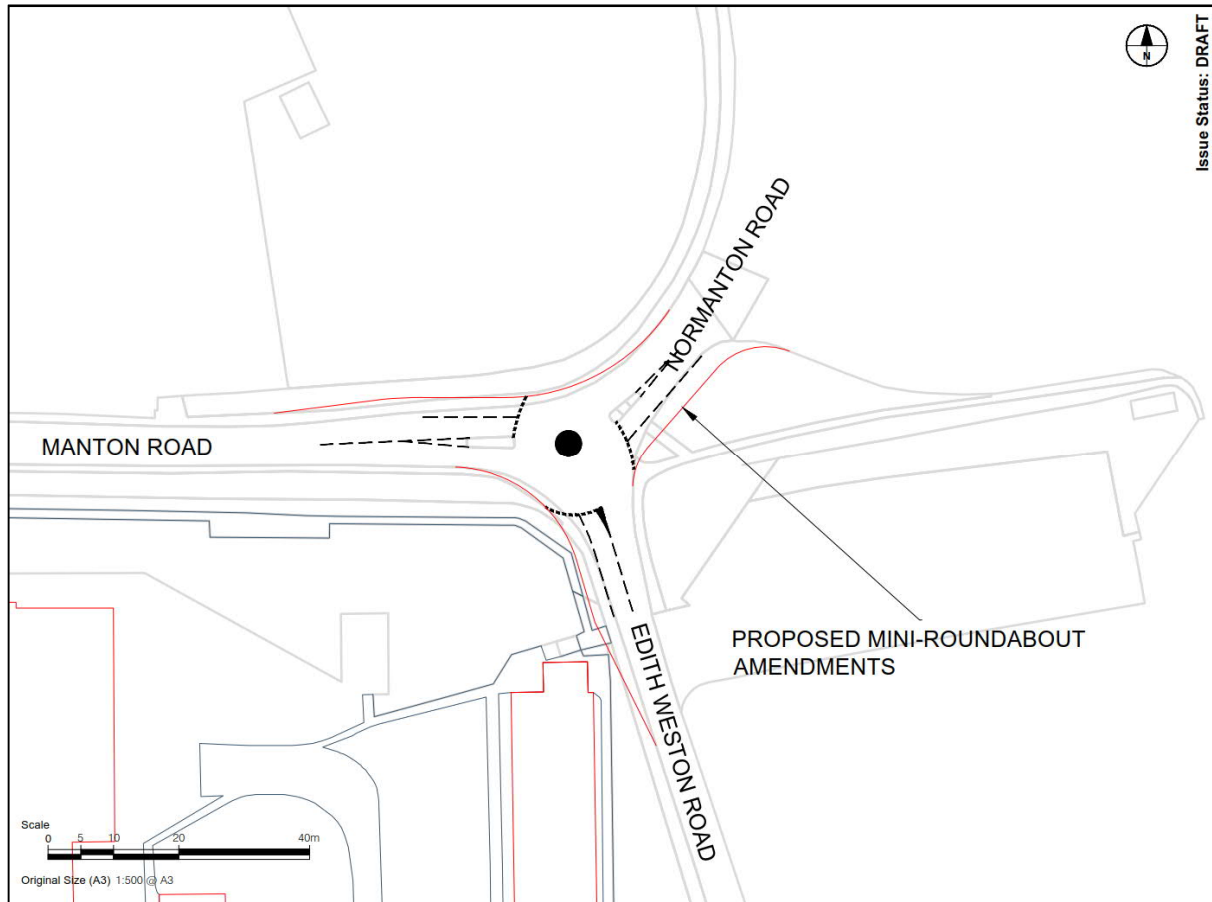 Issue Status: DRAFT
N
NORMANTON ROAD
MANTON ROAD
PROPOSED MINI-ROUNDABOUT
AMENDMENTS
EDITH WESTON ROAD
Scale
0 5 10 20 40m
Original Size (A3) 1:500 @ A3